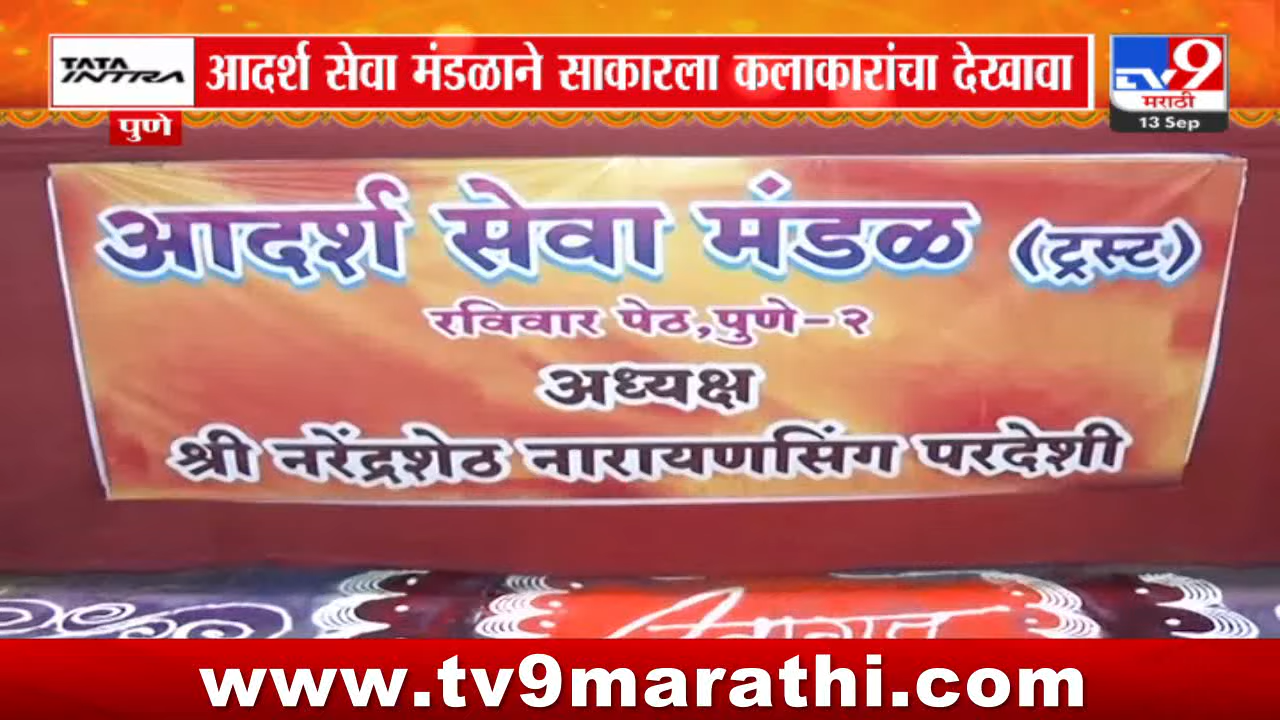 TATA INTRA
आदर्श सेवा मंडळाने साकारला कलाकारांचा देखावा
TV9
मराठी
13 Sep
पुणे
आदर्श सेवा मंडळ (ट्रस्ट)
रविवार पेठ, पुणे-२
अध्यक्ष
श्री नरेंद्रशेठ नारायणसिंग परदेशी
www.tv9marathi.com